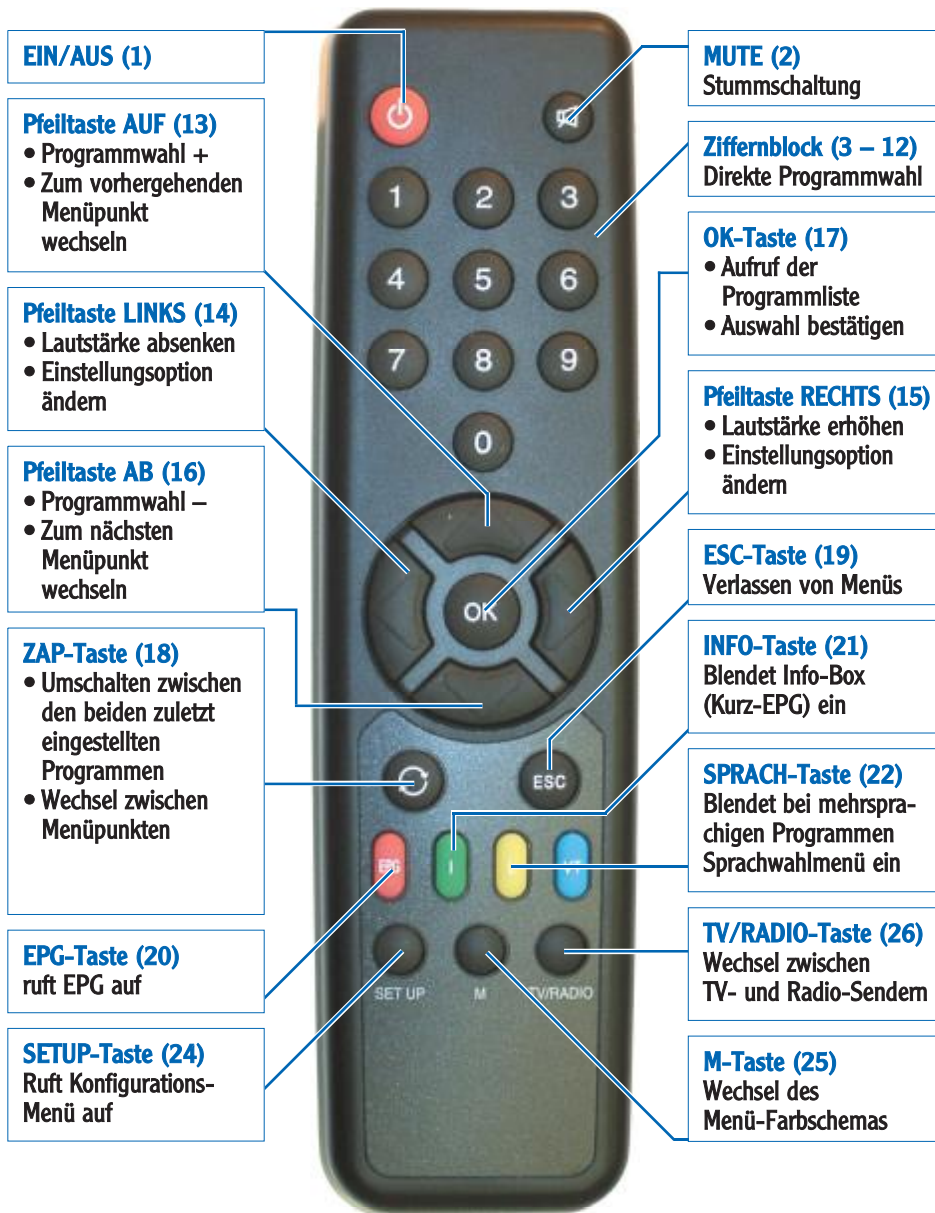 EIN/AUS (1)
Pfeiltaste AUF (13)
• Programmwahl +
• Zum vorhergehenden
Menüpunkt
wechseln
Pfeiltaste LINKS (14)
• Lautstärke absenken
• Einstellungsoption
ändern
Pfeiltaste AB (16)
• Programmwahl –
• Zum nächsten
Menüpunkt
wechseln
ZAP-Taste (18)
• Umschalten zwischen
den beiden zuletzt
eingestellten
Programmen
• Wechsel zwischen
Menüpunkten
EPG-Taste (20)
ruft EPG auf
SETUP-Taste (24)
Ruft Konfigurations-
Menü auf
1 2 3
4 5 6
7 8 9
0
OK
ESC
EPG I VT
SET UP M TV/RADIO
MUTE (2)
Stummschaltung
Ziffernblock (3 – 12)
Direkte Programmwahl
OK-Taste (17)
• Aufruf der
Programmliste
• Auswahl bestätigen
Pfeiltaste RECHTS (15)
• Lautstärke erhöhen
• Einstellungsoption
ändern
ESC-Taste (19)
Verlassen von Menüs
INFO-Taste (21)
Blendet Info-Box
(Kurz-EPG) ein
SPRACH-Taste (22)
Blendet bei mehrspra-
chigen Programmen
Sprachwahlmenü ein
TV/RADIO-Taste (26)
Wechsel zwischen
TV- und Radio-Sendern
M-Taste (25)
Wechsel des
Menü-Farbschemas